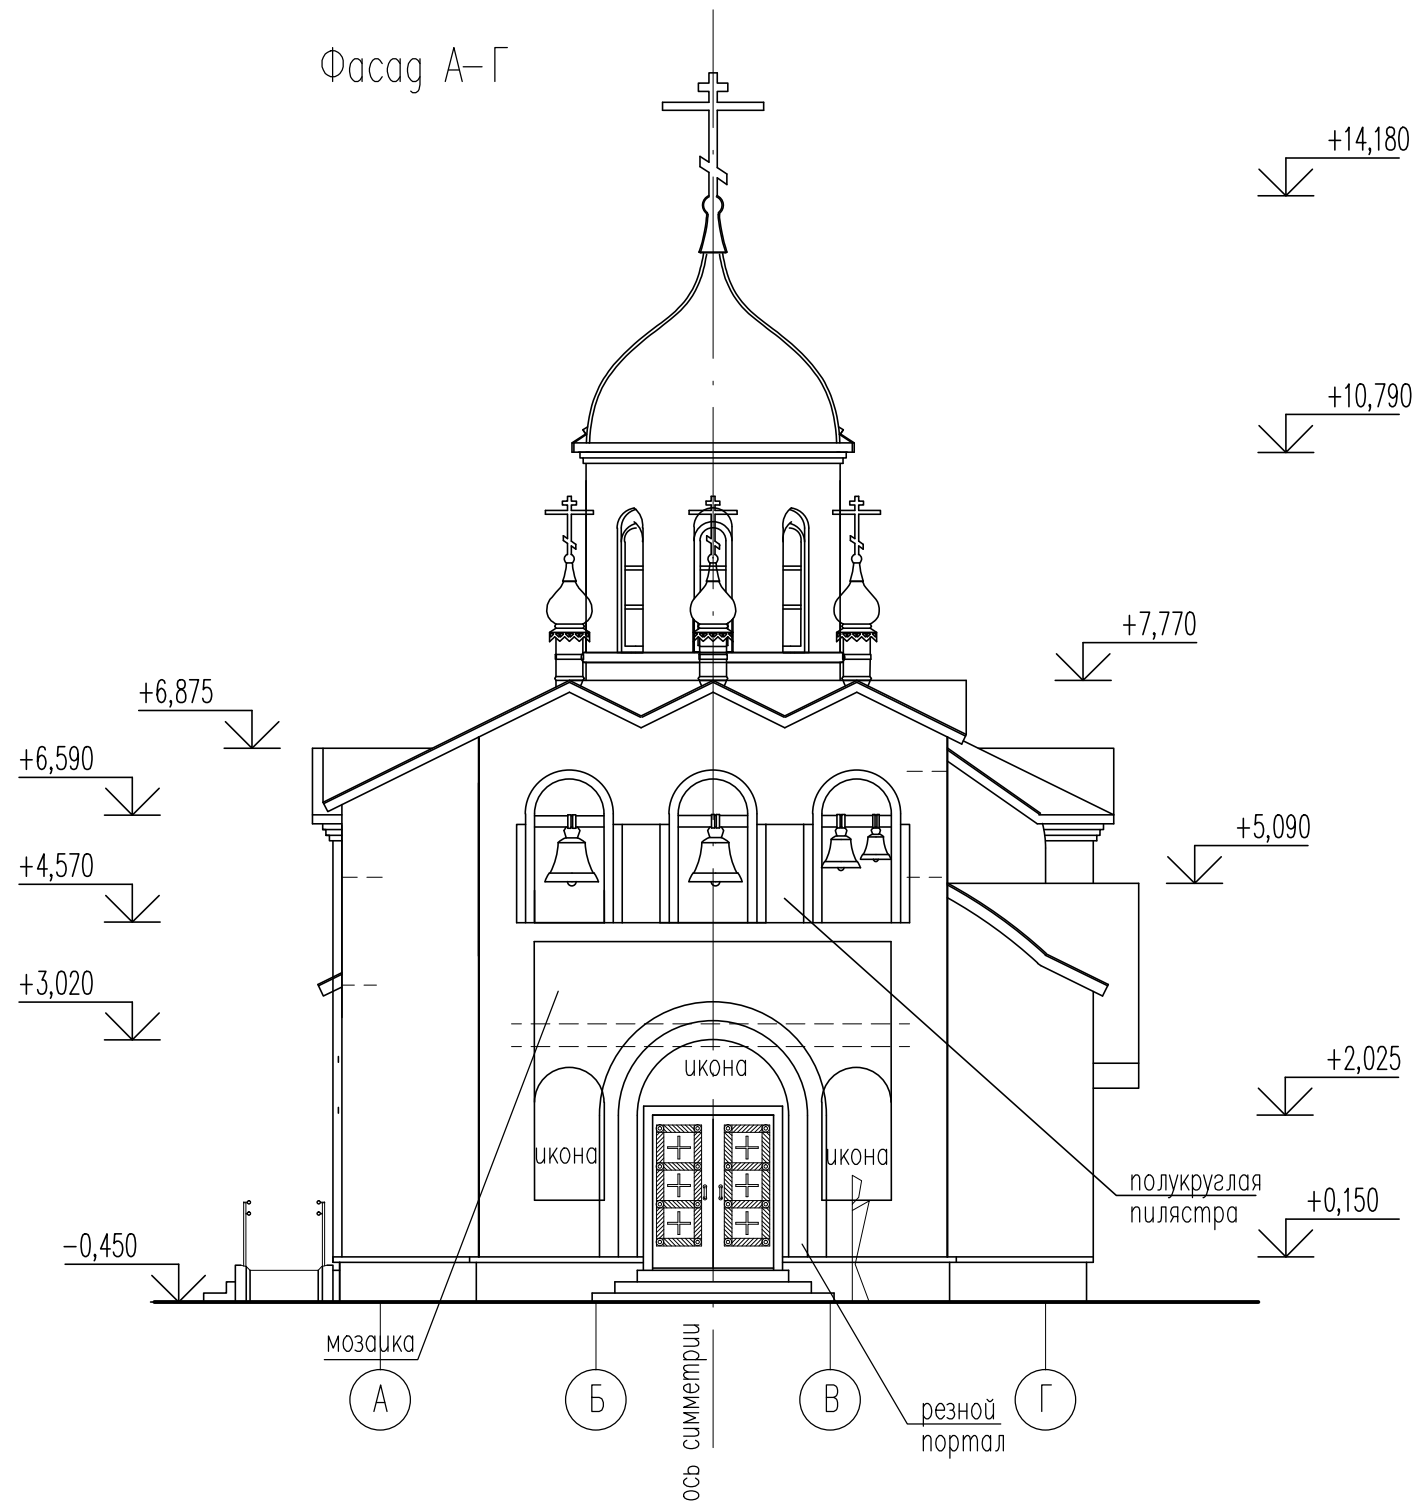 Фасад А-Г
+14,180
+10,790
+7,770
+6,875
+6,590
+5,090
+4,570
+3,020
икона
+2,025
икона
икона
полукруглая
пилястра
+0,150
-0,450
мозаика
ось симметрии
А
Б
В
Г
резной
портал